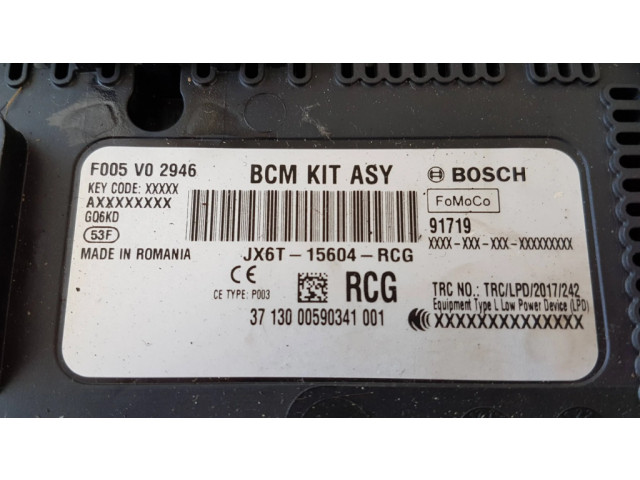 F005 V0 2946
BCM KIT ASY
BOSCH
KEY CODE: XXXXX
AXXXXXXXX
GQ6KD
FoMoCo
53F
91719
XXXX-XXX-XXX-XXXXXXXXX
MADE IN ROMANIA
JX6T-15604-RCG
CE
CE TYPE: P003
RCG
TRC NO.: TRC/LPD/2017/242
Equipment Type L Low Power Device (LPD)
XXXXXXXXXXXXXX
37 130 00590341 001